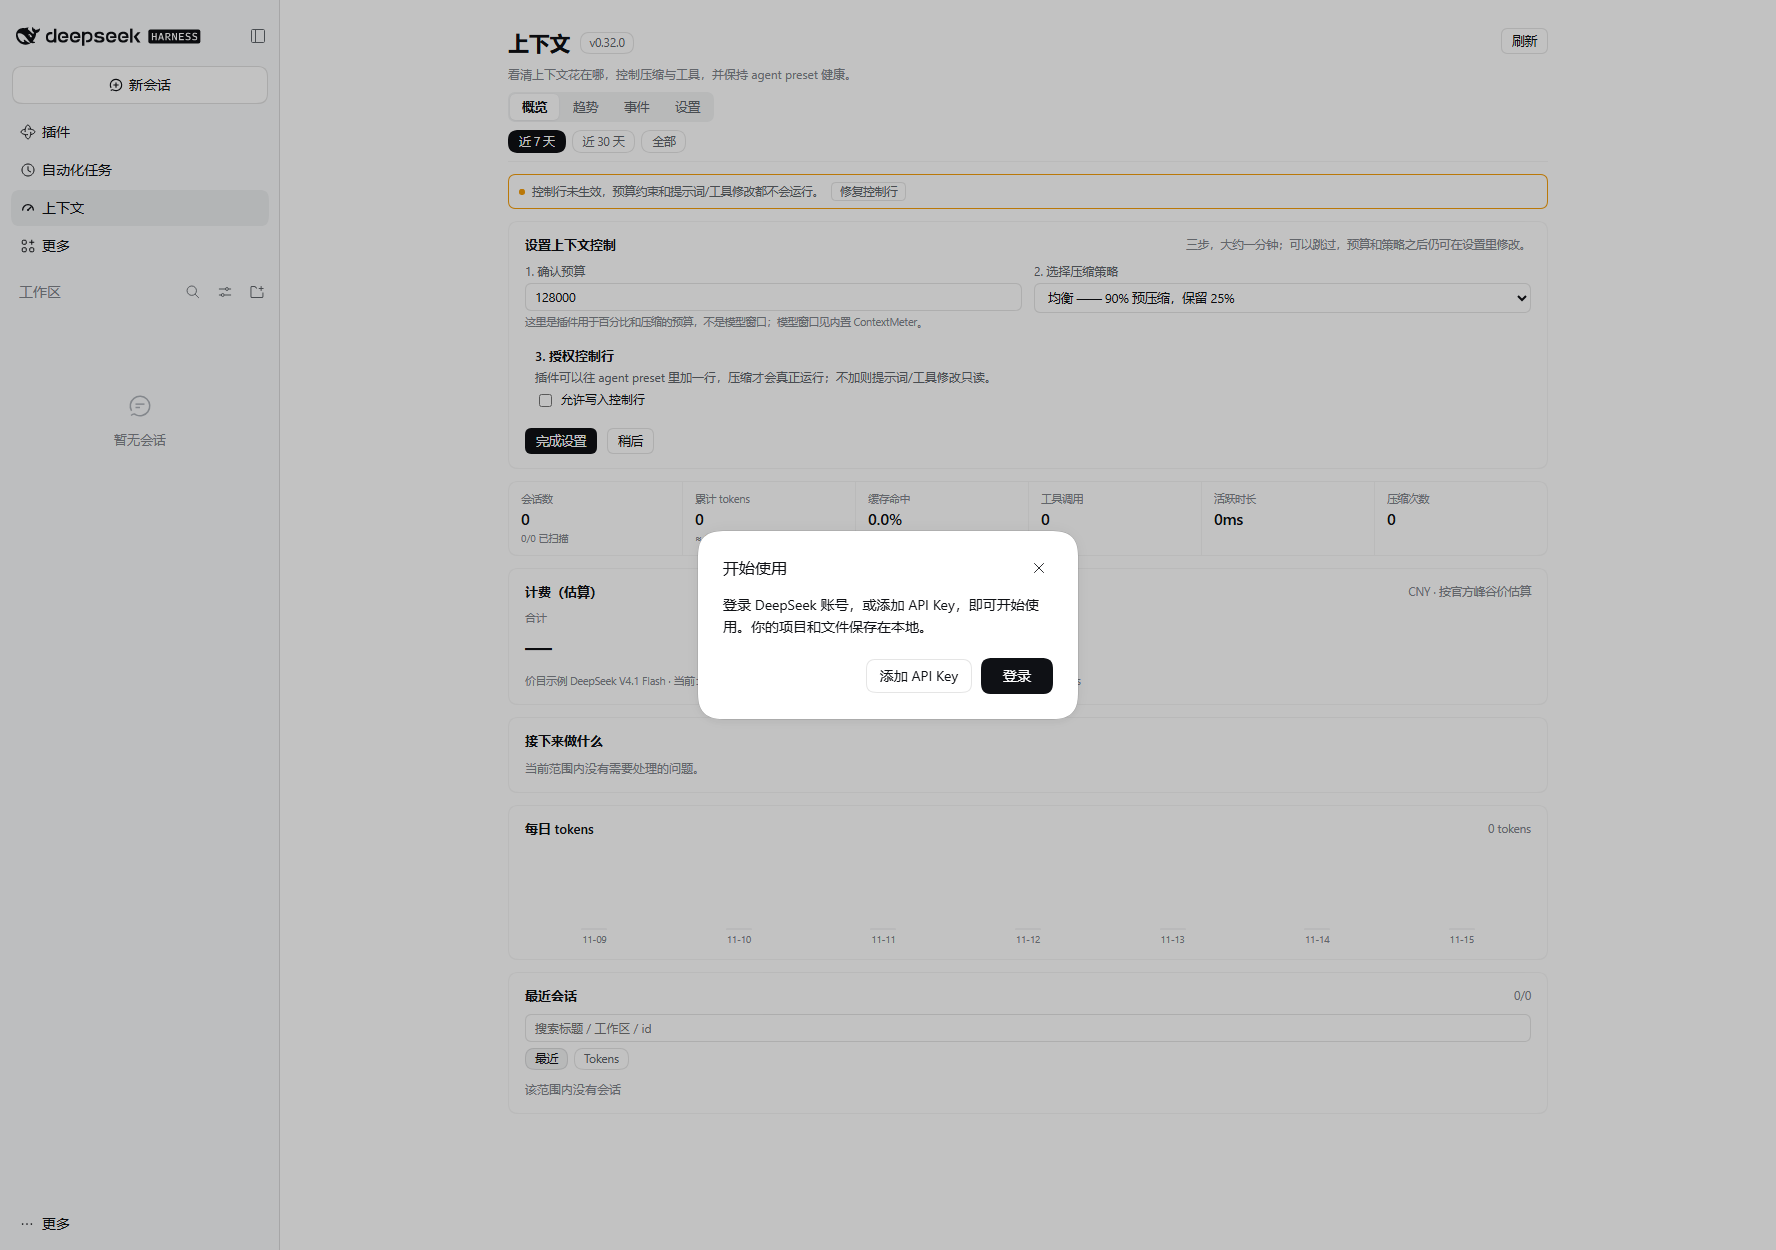 deepseek HARNESS
新会话
插件
自动化任务
上下文
更多
工作区
暂无会话
更多
上下文 v0.32.0
刷新
看清上下文花在哪，控制压缩与工具，并保持 agent preset 健康。
概览 趋势 事件 设置
近 7 天 近 30 天 全部
控制行未生效，预算约束和提示词/工具修改都不会运行。 修复控制行
设置上下文控制
三步，大约一分钟；可以跳过，预算和策略之后仍可在设置里修改。
1. 确认预算
128000
这里是插件用于百分比和压缩的预算，不是模型窗口；模型窗口见内置 ContextMeter。
2. 选择压缩策略
均衡 —— 90% 预压缩，保留 25%
3. 授权控制行
插件可以往 agent preset 里加一行，压缩才会真正运行；不加则提示词/工具修改只读。
允许写入控制行
完成设置 稍后
会话数
0
0/0 已扫描
累计 tokens
0
缓存命中
0.0%
工具调用
0
活跃时长
0ms
压缩次数
0
计费（估算）
CNY · 按官方峰谷价估算
合计
—
价目示例 DeepSeek V4.1 Flash · 当前
开始使用
登录 DeepSeek 账号，或添加 API Key，即可开始使
用。你的项目和文件保存在本地。
添加 API Key 登录
接下来做什么
当前范围内没有需要处理的问题。
每日 tokens
0 tokens
11-09 11-10 11-11 11-12 11-13 11-14 11-15
最近会话
0/0
搜索标题 / 工作区 / id
最近 Tokens
该范围内没有会话